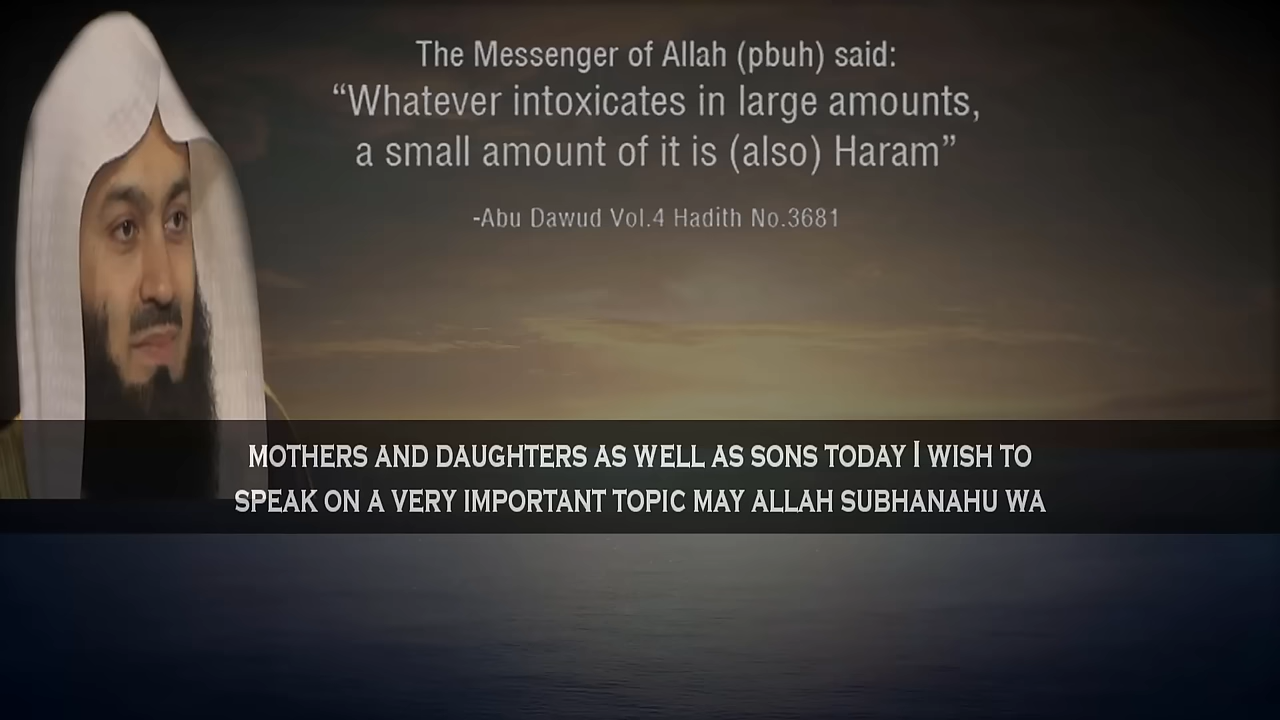 The Messenger of Allah (pbuh) said:
“Whatever intoxicates in large amounts,
a small amount of it is (also) Haram”
-Abu Dawud Vol.4 Hadith No.3681
MOTHERS AND DAUGHTERS AS WELL AS SONS TODAY I WISH TO
SPEAK ON A VERY IMPORTANT TOPIC MAY ALLAH SUBHANAHU WA